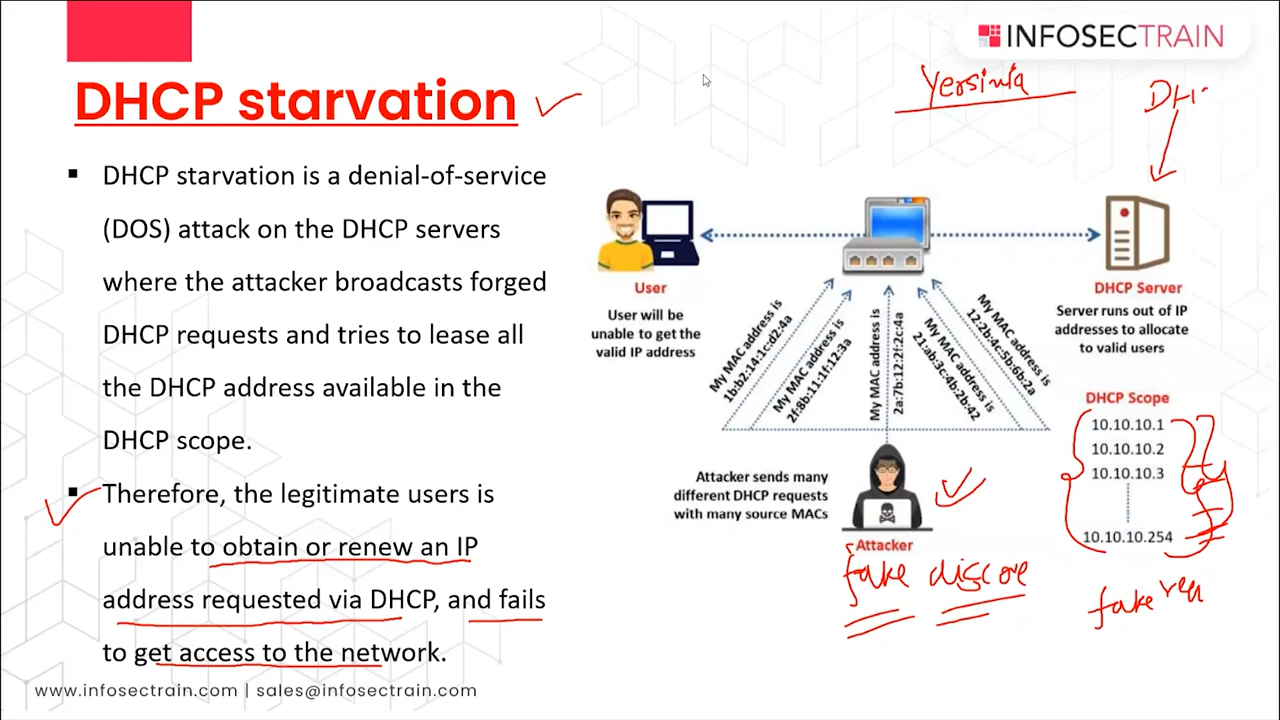 INFOSECTRAIN
Yersinia
DHCP starvation
DHCP starvation is a denial-of-service
(DOS) attack on the DHCP servers
where the attacker broadcasts forged
DHCP requests and tries to lease all
the DHCP address available in the
DHCP scope.
Therefore, the legitimate users is
unable to obtain or renew an IP
address requested via DHCP, and fails
to get access to the network.
User
User will be
unable to get the
valid IP address
DHCP Server
Server runs out of IP
addresses to allocate
to valid users
My MAC address is
1b:b2:14:1c:d2:4a
My MAC address is
2f:8b:11:1f:12:3a
My MAC address is
2a:7b:12:2f:2c:4a
My MAC address is
21:ab:3c:4b:2b:42
My MAC address is
12:2b:4c:5b:6b:2a
DHCP Scope
10.10.10.1
10.10.10.2
10.10.10.3
10.10.10.254
Attacker sends many
different DHCP requests
with many source MACs
Attacker
fake discove
fake req
www.infosectrain.com | sales@infosectrain.com